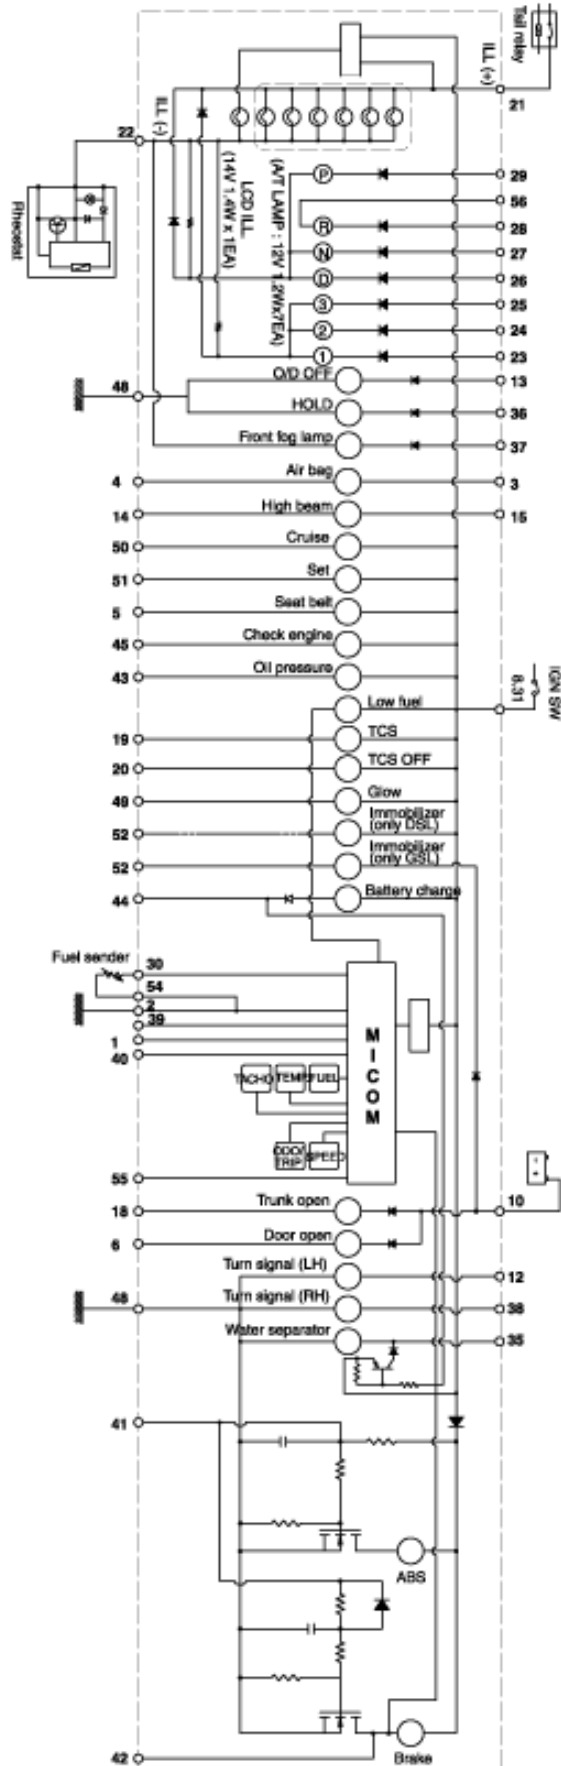 Tail relay
ILL (+)
21
ILL (-)
22
Rheostat
LCD ILL
(14V 1.4W x 1EA)
(A/T LAMP : 12V 1.2Wx7EA)
P 29
56
R 28
N 27
D 26
3 25
2 24
1 23
48 O/D OFF 13
HOLD 36
Front fog lamp 37
4 Air bag 3
14 High beam 15
50 Cruise
51 Set
5 Seat belt
45 Check engine
43 Oil pressure
IGN SW
8,31
Low fuel
19 TCS
20 TCS OFF
49 Glow
52 Immobilizer
(only DSL)
52 Immobilizer
(only GSL)
44 Battery charge
Fuel sender 30
54
2
39
1
40
MICOM
TACHO TEMP FUEL
ODO/
TRIP SPEED
55
18 Trunk open 10
- +
6 Door open
Turn signal (LH) 12
48 Turn signal (RH) 38
Water separator 35
41
ABS
42 Brake